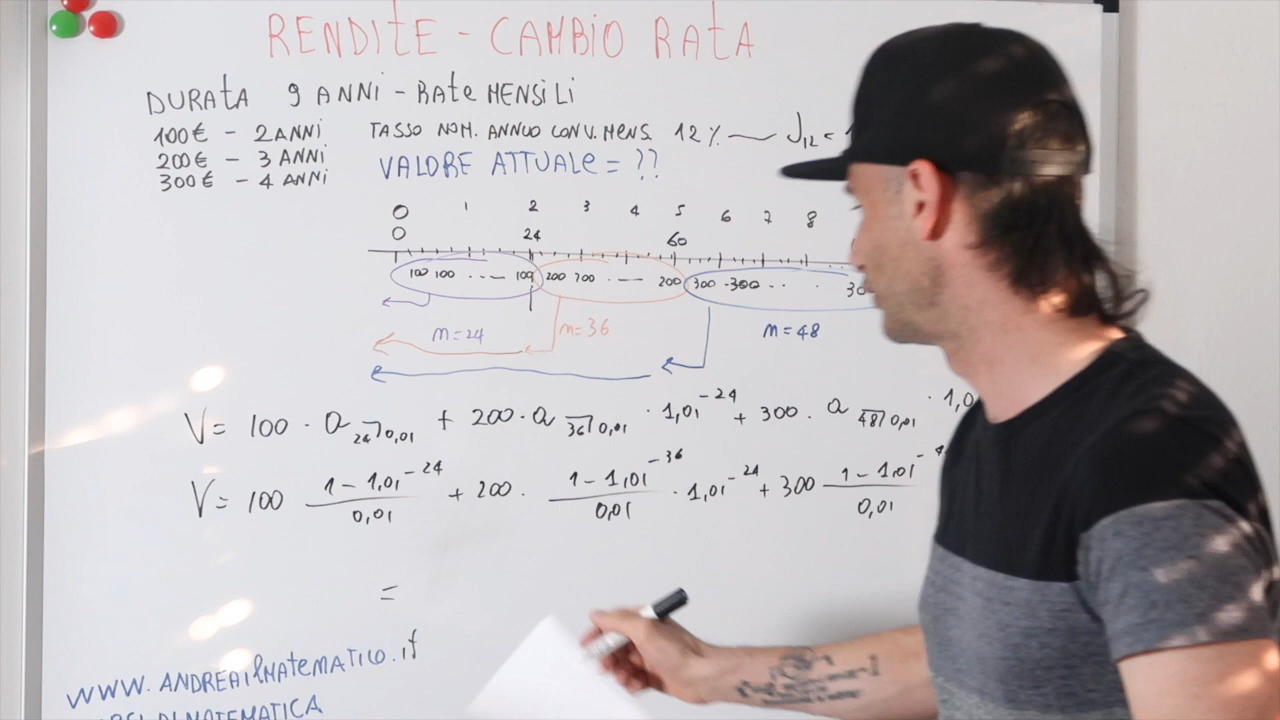 RENDITE - CAMBIO RATA
DURATA 9 ANNI - RATE MENSILI
100€ - 2 ANNI TASSO NOM. ANNUO CONV. MENS. 12% — J12 =
200€ - 3 ANNI VALORE ATTUALE = ??
300€ - 4 ANNI
0 1 2 3 4 5 6 7 8
0 24 60
100 100 ..... 100 200 200 ..... 200 300 300 ... 30
m=24 m=36 m=48
V= 100 · a 24⌉0,01 + 200 · a 36⌉0,01 · 1,01^-24 + 300 · a 48⌉0,01 · 1,0
V= 100 (1-1,01^-24)/0,01 + 200 · (1-1,01^-36)/0,01 · 1,01^-24 + 300 (1-1,01^-4)/0,01
=
WWW.ANDREAILMATEMATICO.it
DI MATEMATICA